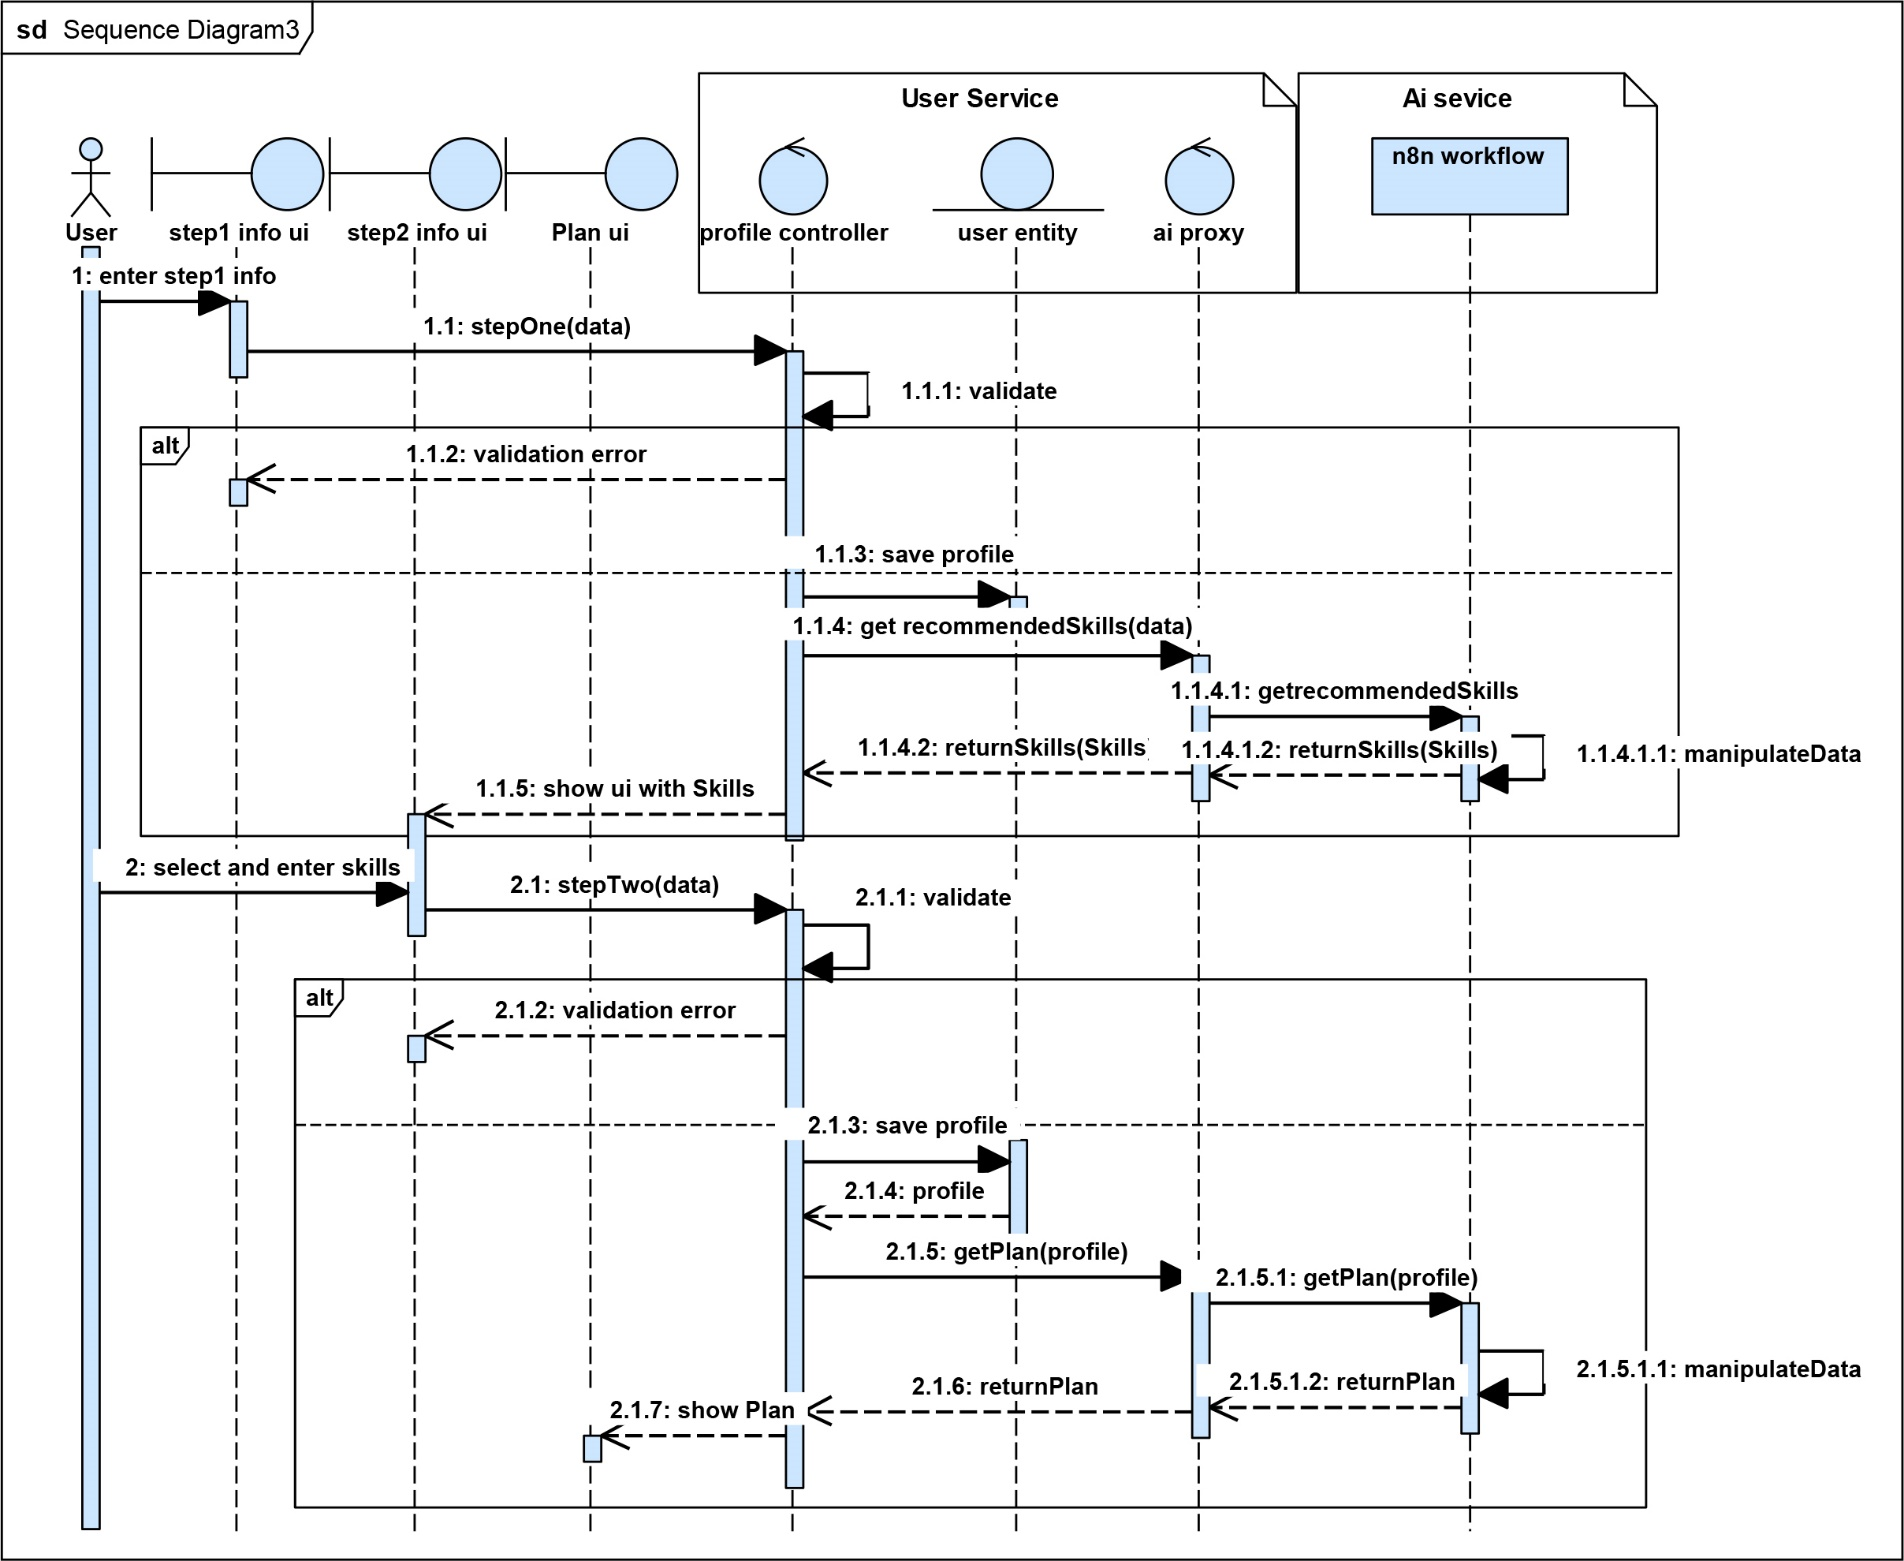 sd Sequence Diagram3
User Service
Ai sevice
n8n workflow
User
step1 info ui
step2 info ui
Plan ui
profile controller
user entity
ai proxy
1: enter step1 info
1.1: stepOne(data)
1.1.1: validate
alt
1.1.2: validation error
1.1.3: save profile
1.1.4: get recommendedSkills(data)
1.1.4.1: getrecommendedSkills
1.1.4.2: returnSkills(Skills)
1.1.4.1.2: returnSkills(Skills)
1.1.4.1.1: manipulateData
1.1.5: show ui with Skills
2: select and enter skills
2.1: stepTwo(data)
2.1.1: validate
alt
2.1.2: validation error
2.1.3: save profile
2.1.4: profile
2.1.5: getPlan(profile)
2.1.5.1: getPlan(profile)
2.1.5.1.1: manipulateData
2.1.5.1.2: returnPlan
2.1.6: returnPlan
2.1.7: show Plan